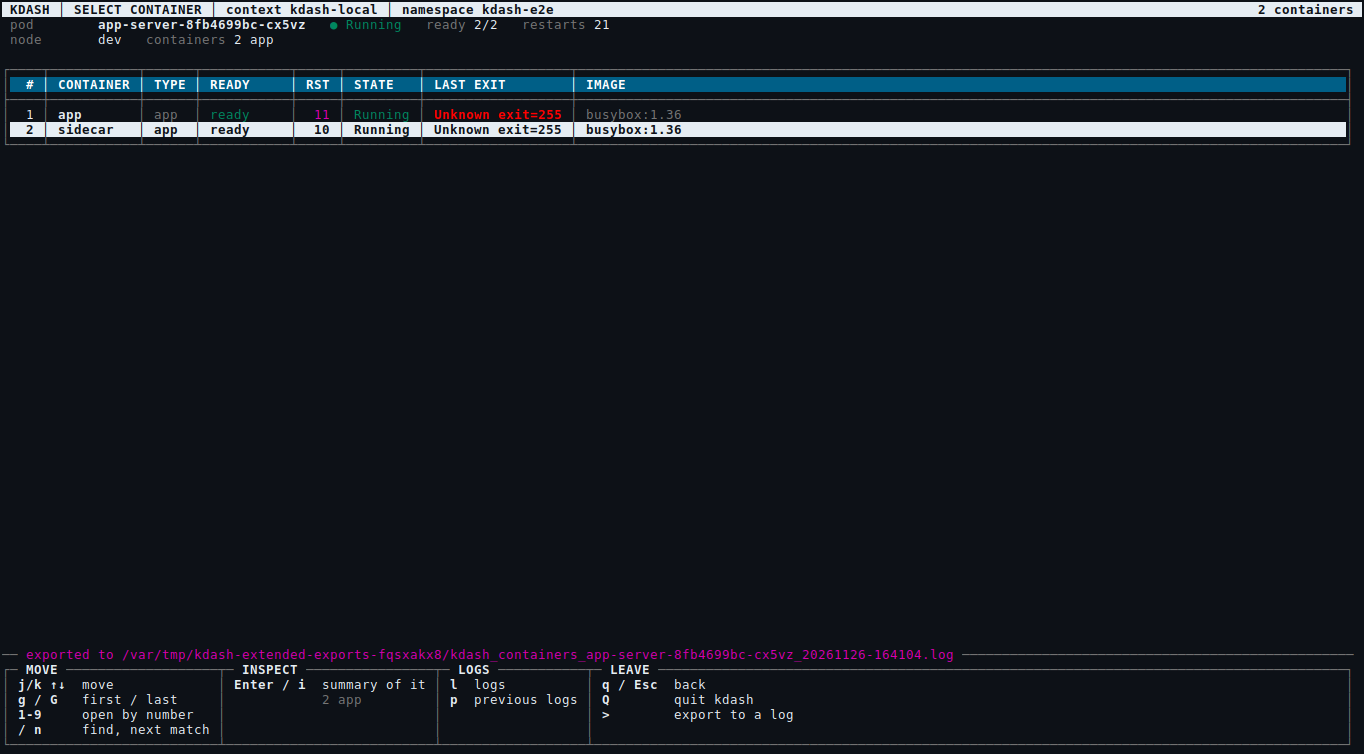 KDASH │ SELECT CONTAINER │ context kdash-local │ namespace kdash-e2e 2 containers
pod app-server-8fb4699bc-cx5vz ● Running ready 2/2 restarts 21
node dev containers 2 app
# │ CONTAINER │ TYPE │ READY │ RST │ STATE │ LAST EXIT │ IMAGE
1 │ app │ app │ ready │ 11 │ Running │ Unknown exit=255 │ busybox:1.36
2 │ sidecar │ app │ ready │ 10 │ Running │ Unknown exit=255 │ busybox:1.36
exported to /var/tmp/kdash-extended-exports-fqsxakx8/kdash_containers_app-server-8fb4699bc-cx5vz_20261126-164104.log
MOVE INSPECT LOGS LEAVE
j/k ↑↓ move │ Enter / i summary of it │ l logs │ q / Esc back
g / G first / last │ 2 app │ p previous logs │ Q quit kdash
1-9 open by number │ > export to a log
/ n find, next match